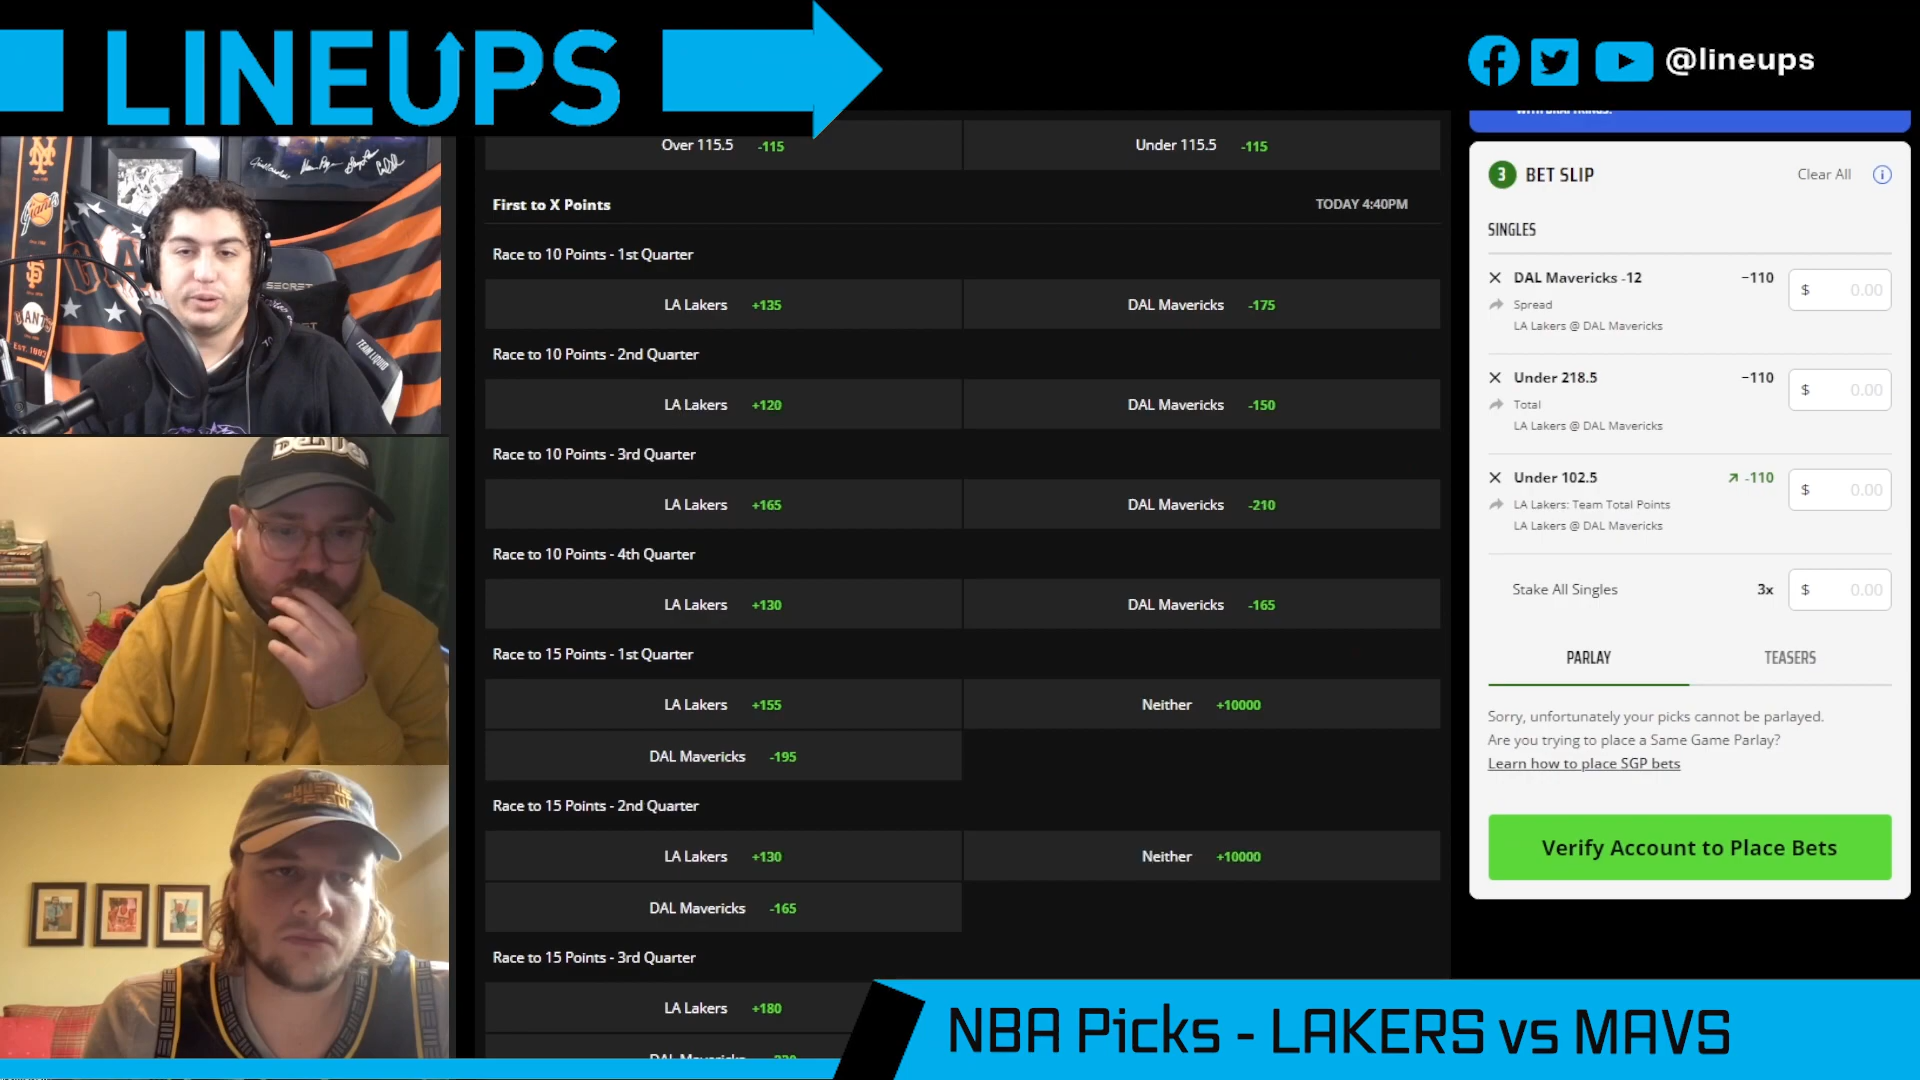 LINEUPS
@lineups
Over 115.5 -115
Under 115.5 -115
First to X Points
TODAY 4:40PM
Race to 10 Points - 1st Quarter
LA Lakers +135
DAL Mavericks -175
Race to 10 Points - 2nd Quarter
LA Lakers +120
DAL Mavericks -150
Race to 10 Points - 3rd Quarter
LA Lakers +165
DAL Mavericks -210
Race to 10 Points - 4th Quarter
LA Lakers +130
DAL Mavericks -165
Race to 15 Points - 1st Quarter
LA Lakers +155
Neither +10000
DAL Mavericks -195
Race to 15 Points - 2nd Quarter
LA Lakers +130
Neither +10000
DAL Mavericks -165
Race to 15 Points - 3rd Quarter
LA Lakers +180
3 BET SLIP
Clear All
SINGLES
DAL Mavericks -12 −110
$ 0.00
Spread
LA Lakers @ DAL Mavericks
Under 218.5 −110
$ 0.00
Total
LA Lakers @ DAL Mavericks
Under 102.5 -110
$ 0.00
LA Lakers: Team Total Points
LA Lakers @ DAL Mavericks
Stake All Singles 3x
$ 0.00
PARLAY
TEASERS
Sorry, unfortunately your picks cannot be parlayed.
Are you trying to place a Same Game Parlay?
Learn how to place SGP bets
Verify Account to Place Bets
NBA Picks - LAKERS vs MAVS
Giants
SF
GIANTS
EST. 1883
SECRET
TEAM LIQUID